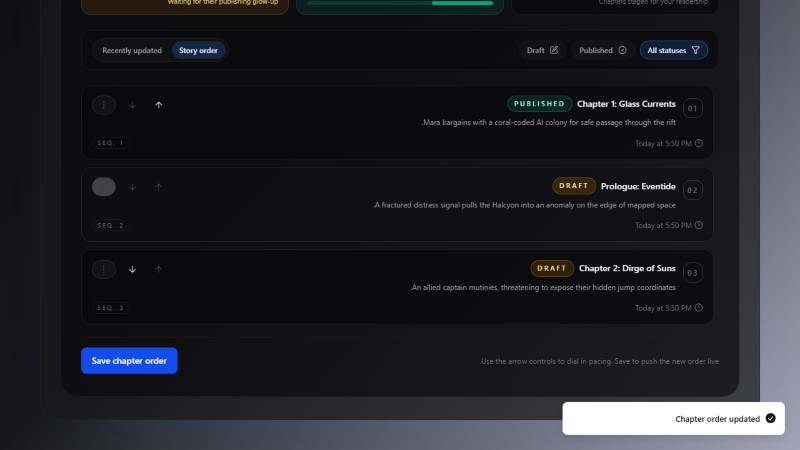 Waiting for their publishing glow-up
Chapters staged for your readership
Recently updated
Story order
Draft
Published
All statuses
PUBLISHED
Chapter 1: Glass Currents
01
.Mara bargains with a coral-coded AI colony for safe passage through the rift
SEQ. 1
Today at 5:50 PM
DRAFT
Prologue: Eventide
02
.A fractured distress signal pulls the Halcyon into an anomaly on the edge of mapped space
SEQ. 2
Today at 5:50 PM
DRAFT
Chapter 2: Dirge of Suns
03
.An allied captain mutinies, threatening to expose their hidden jump coordinates
SEQ. 3
Today at 5:50 PM
Save chapter order
.Use the arrow controls to dial in pacing. Save to push the new order live
Chapter order updated